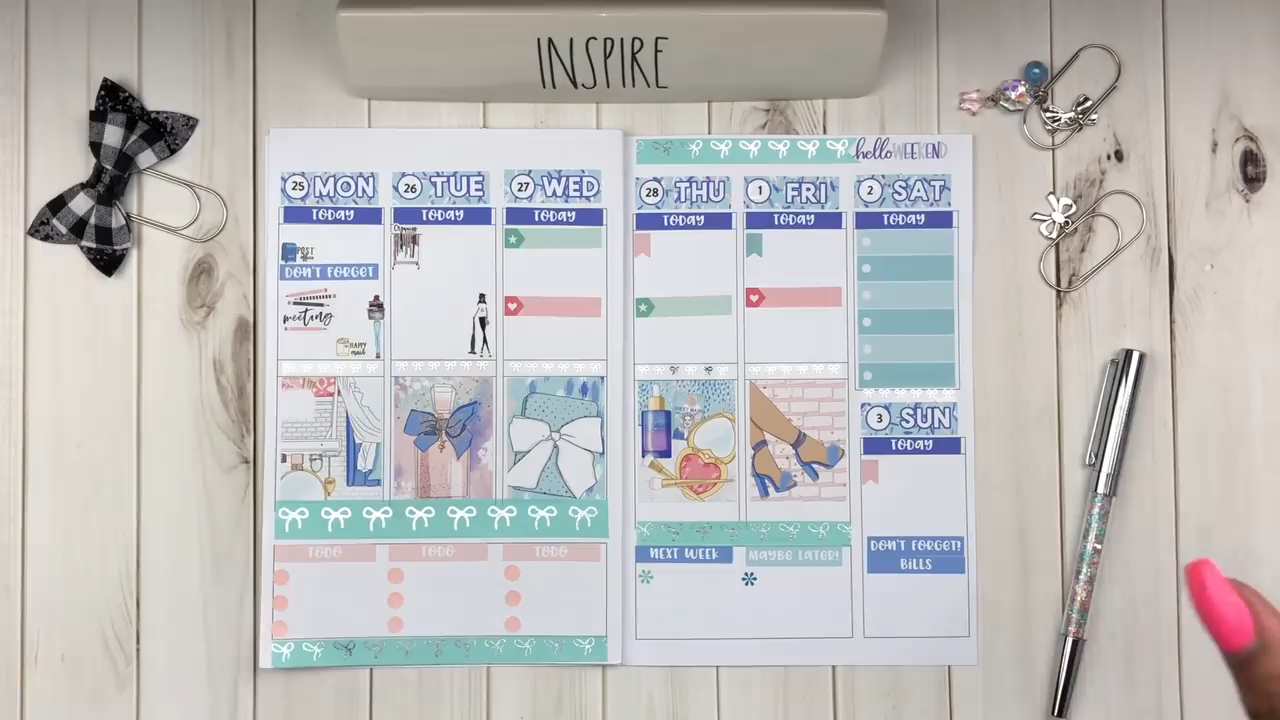 INSPIRE
25 MON
TODAY
POST
office
DON'T FORGET
meeting
HAPPY
mail
26 TUE
TODAY
Organize
27 WED
TODAY
TODO
TODO
TODO
hello WEEKEND
28 THU
TODAY
1 FRI
TODAY
2 SAT
TODAY
3 SUN
TODAY
DON'T FORGET!
BILLS
NEXT WEEK
MAYBE LATER!